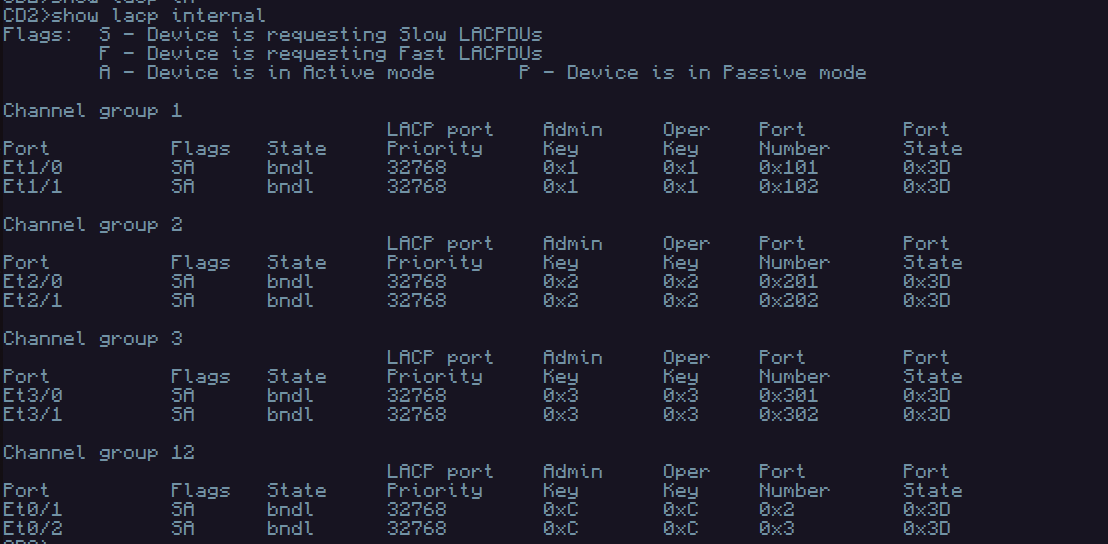 CD2>show lacp internal
Flags:  S - Device is requesting Slow LACPDUs
        F - Device is requesting Fast LACPDUs
        A - Device is in Active mode       P - Device is in Passive mode
Channel group 1
                                LACP port    Admin     Oper    Port        Port
Port          Flags   State     Priority     Key       Key     Number      State
Et1/0         SA      bndl      32768        0x1       0x1     0x101       0x3D
Et1/1         SA      bndl      32768        0x1       0x1     0x102       0x3D
Channel group 2
                                LACP port    Admin     Oper    Port        Port
Port          Flags   State     Priority     Key       Key     Number      State
Et2/0         SA      bndl      32768        0x2       0x2     0x201       0x3D
Et2/1         SA      bndl      32768        0x2       0x2     0x202       0x3D
Channel group 3
                                LACP port    Admin     Oper    Port        Port
Port          Flags   State     Priority     Key       Key     Number      State
Et3/0         SA      bndl      32768        0x3       0x3     0x301       0x3D
Et3/1         SA      bndl      32768        0x3       0x3     0x302       0x3D
Channel group 12
                                LACP port    Admin     Oper    Port        Port
Port          Flags   State     Priority     Key       Key     Number      State
Et0/1         SA      bndl      32768        0xC       0xC     0x2         0x3D
Et0/2         SA      bndl      32768        0xC       0xC     0x3         0x3D